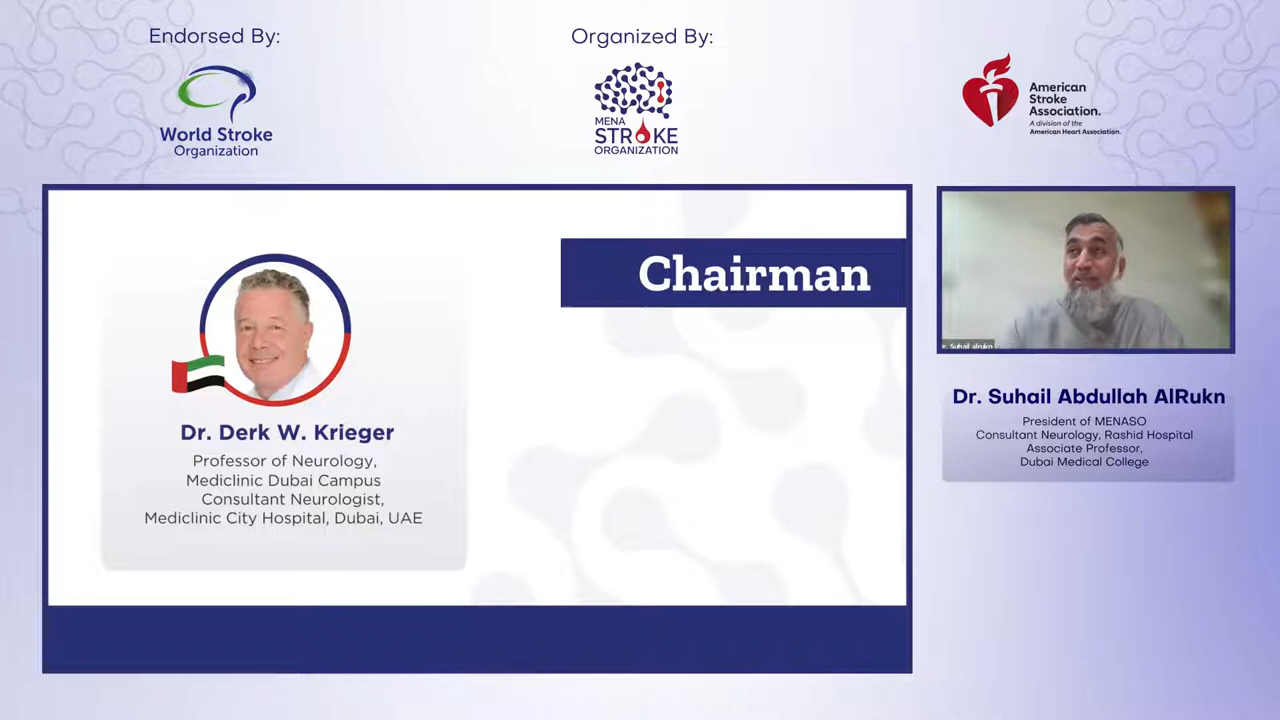 Endorsed By:
World Stroke
Organization
Organized By:
MENA
STROKE
ORGANIZATION
American
Stroke
Association.
A division of the
American Heart Association.
Chairman
Dr. Derk W. Krieger
Professor of Neurology,
Mediclinic Dubai Campus
Consultant Neurologist,
Mediclinic City Hospital, Dubai, UAE
r. Suhail alrukn
Dr. Suhail Abdullah AlRukn
President of MENASO
Consultant Neurology, Rashid Hospital
Associate Professor,
Dubai Medical College